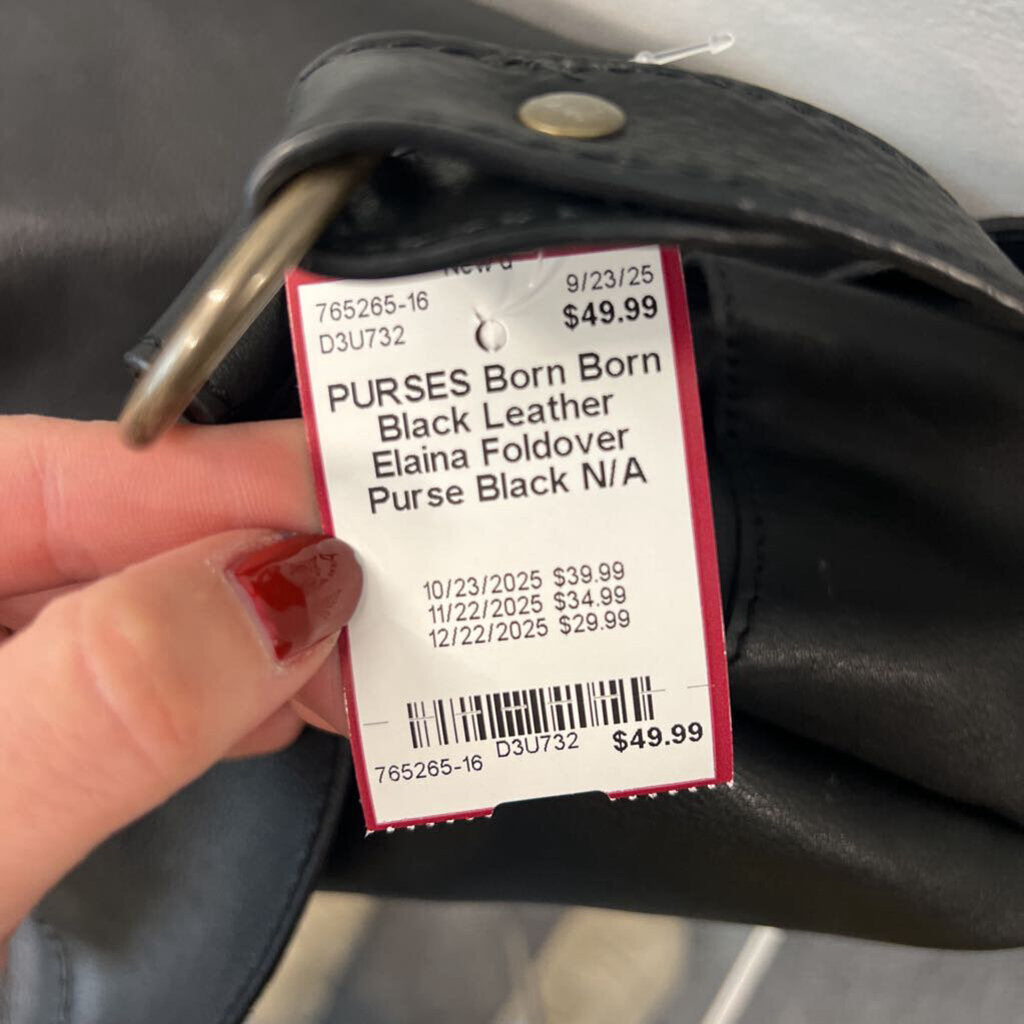 9/23/25
765265-16
$49.99
D3U732
PURSES Born Born
Black Leather
Elaina Foldover
Purse Black N/A
10/23/2025 $39.99
11/22/2025 $34.99
12/22/2025 $29.99
D3U732
$49.99
765265-16